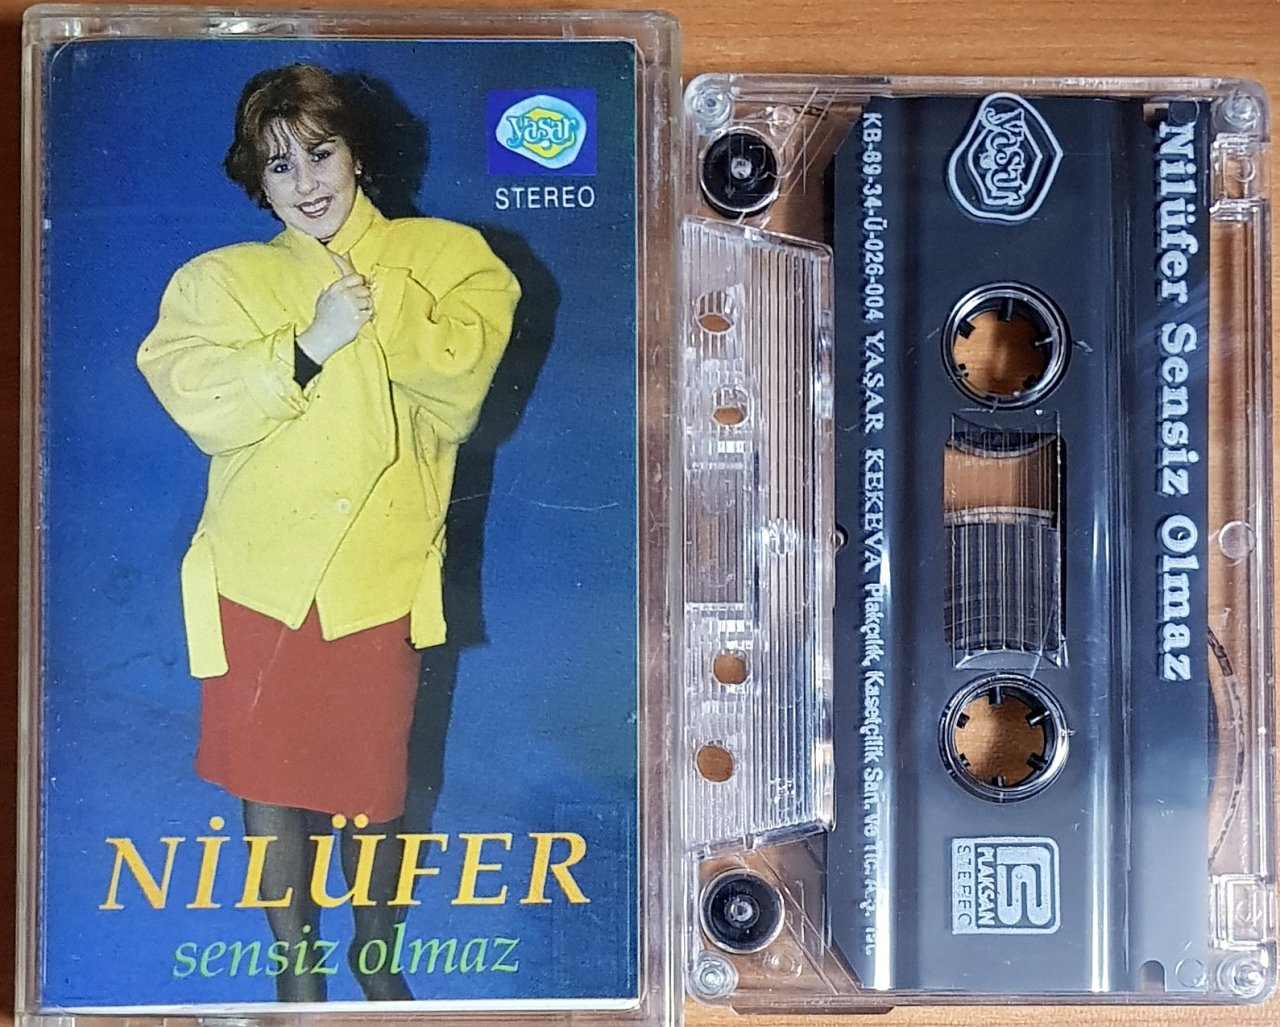 yaşar
STEREO
NİLÜFER
sensiz olmaz
Nilüfer Sensiz Olmaz
yaşar
KB-89-34-Ü-026-004 YAŞAR KEKEVA Plakçılık Kasetçilik San. ve Tic. A.Ş.
PLAKSAN
STEREO